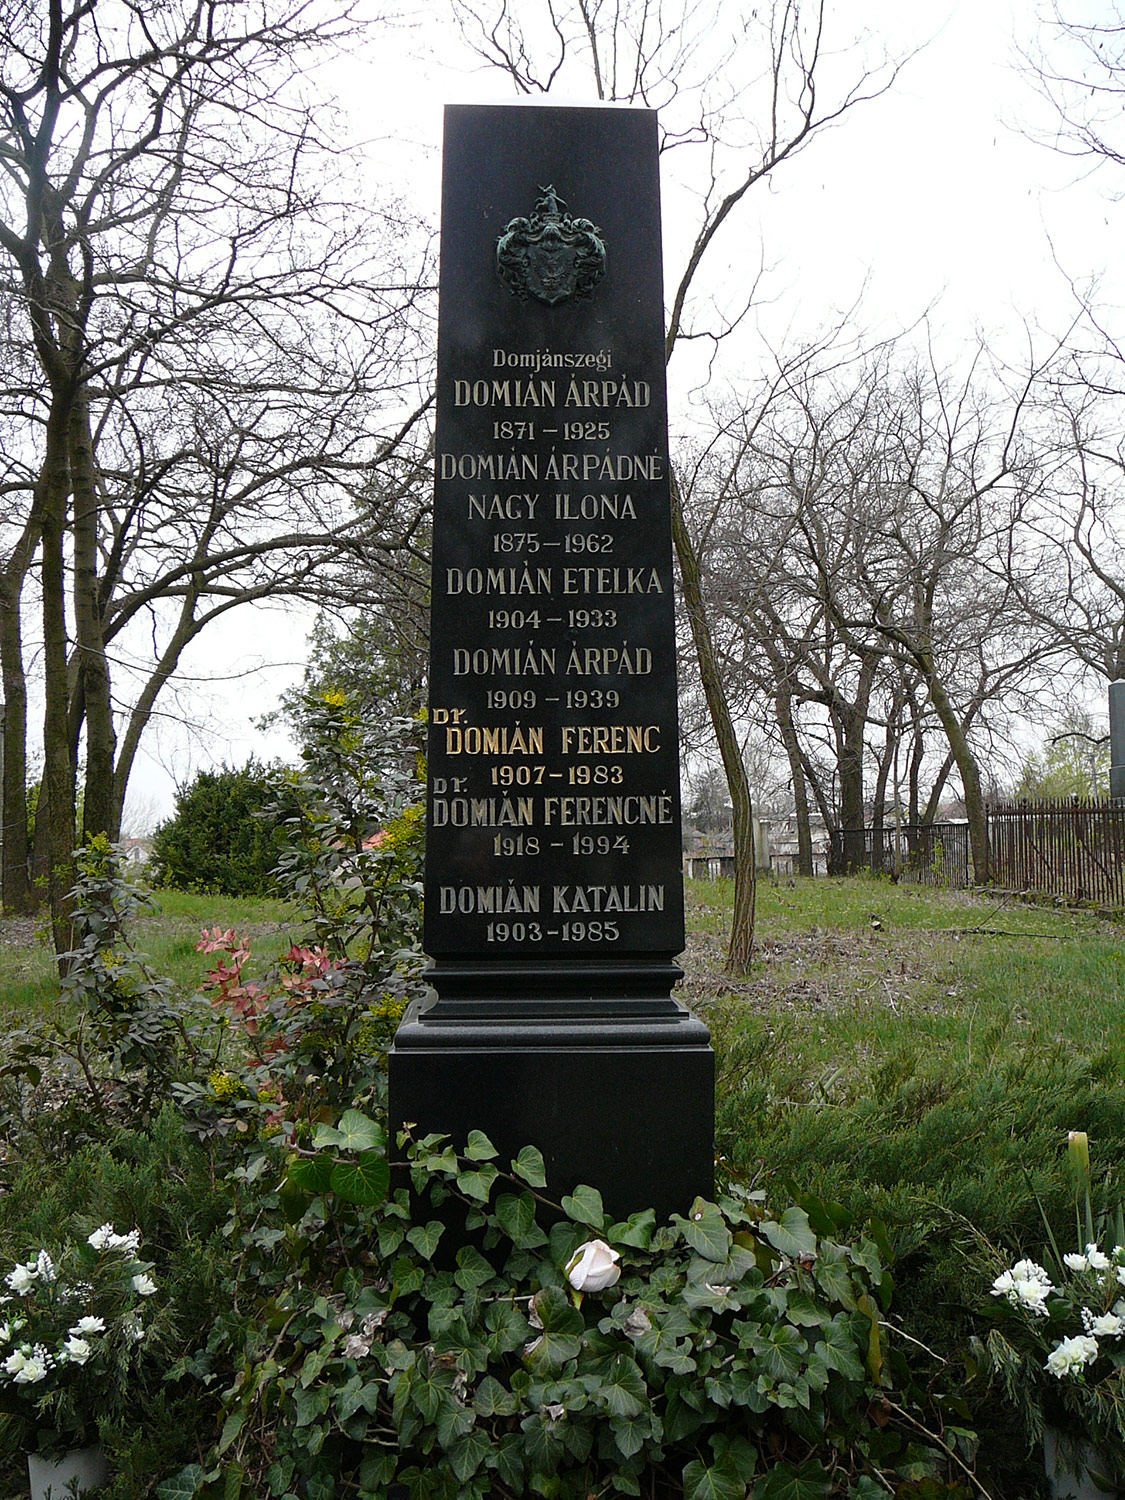 Domjánszegi
DOMIÁN ÁRPÁD
1871 – 1925
DOMIÁN ÁRPÁDNÉ
NAGY ILONA
1875 – 1962
DOMIÁN ETELKA
1904 – 1933
DOMIÁN ÁRPÁD
1909 – 1939
Dr.
DOMIÁN FERENC
1907 – 1983
Dr.
DOMIÁN FERENCNÉ
1918 – 1994
DOMIÁN KATALIN
1903 – 1985